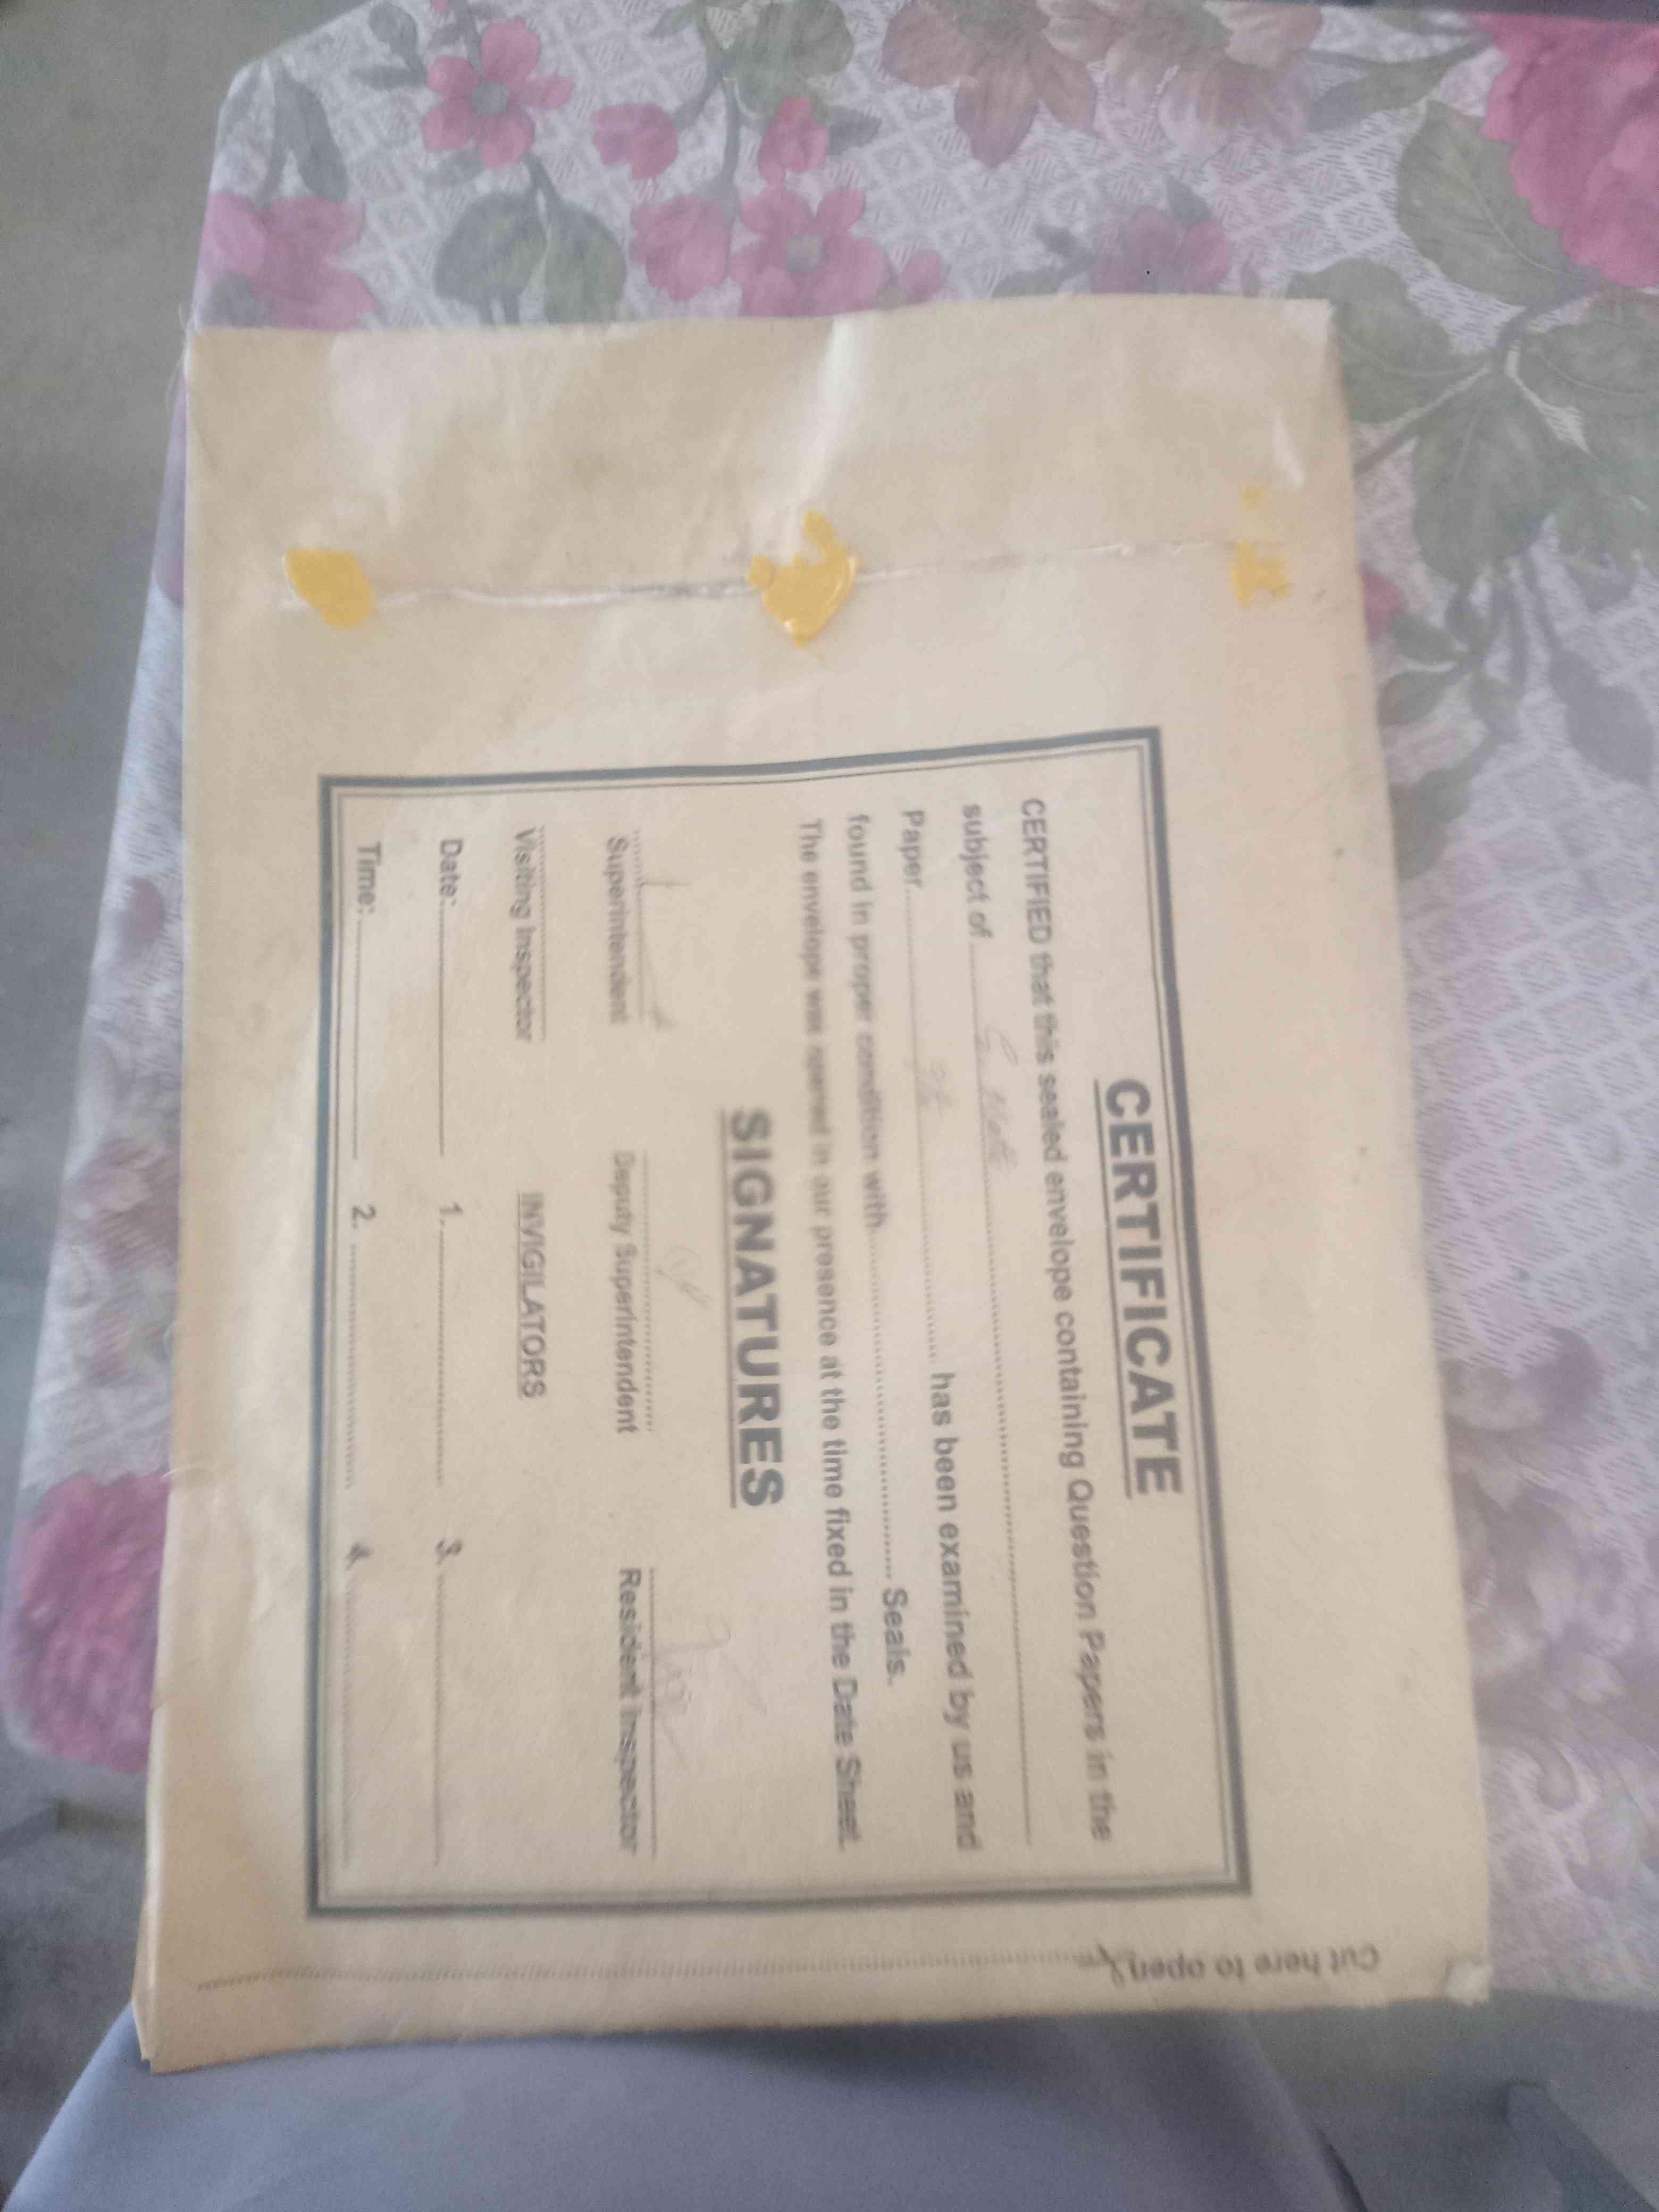 CERTIFICATE
CERTIFIED that this sealed envelope containing Question Papers in the
subject of
Paper has been examined by us and
found in proper condition with Seals.
The envelope was opened in our presence at the time fixed in the Date Sheet.
SIGNATURES
Superintendent Deputy Superintendent Resident Inspector
Visiting Inspector INVIGILATORS
Date: 1. 3.
Time: 2. 4.
Cut here to open